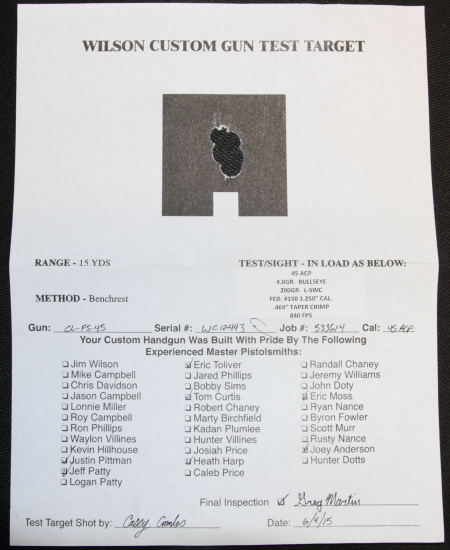 WILSON CUSTOM GUN TEST TARGET
RANGE - 15 YDS
TEST/SIGHT - IN LOAD AS BELOW:
45 ACP
4.8GR. BULLSEYE
200GR. L-SWC
FED. 4150 1.250" CAL.
.469" TAPER CRIMP
840 FPS
METHOD - Benchrest
Gun: CL-FS-45 Serial #: WC12443 Job #: 533614 Cal: 45 ACP
Your Custom Handgun Was Built With Pride By The Following
Experienced Master Pistolsmiths:
Jim Wilson
Mike Campbell
Chris Davidson
Jason Campbell
Lonnie Miller
Roy Campbell
Ron Phillips
Waylon Villines
Kevin Hillhouse
Justin Pittman
Jeff Patty
Logan Patty
Eric Toliver
Jared Phillips
Bobby Sims
Tom Curtis
Robert Chaney
Marty Birchfield
Kadan Plumlee
Hunter Villines
Josiah Price
Heath Harp
Caleb Price
Randall Chaney
Jeremy Williams
John Doty
Eric Moss
Ryan Nance
Byron Fowler
Scott Murr
Rusty Nance
Joey Anderson
Hunter Dotts
Final Inspection Greg Martin
Test Target Shot by: Casey Combs Date: 6/4/15